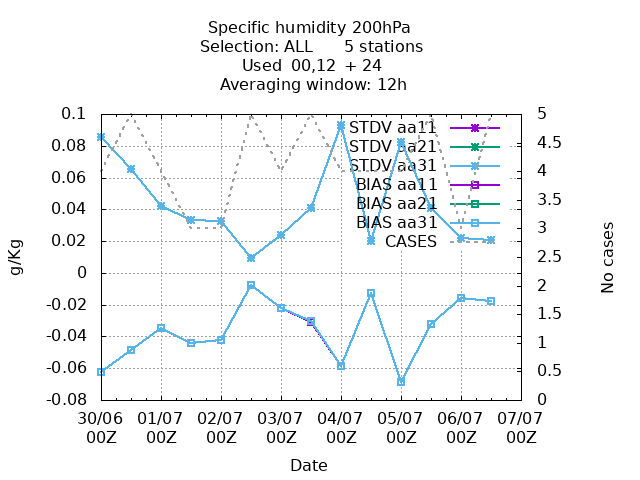 Specific humidity 200hPa
Selection: ALL 5 stations
Used 00,12 + 24
Averaging window: 12h
0.1
0.08
0.06
0.04
0.02
0
-0.02
-0.04
-0.06
-0.08
g/Kg
STDV aa11
STDV aa21
STDV aa31
BIAS aa11
BIAS aa21
BIAS aa31
CASES
5
4.5
4
3.5
3
2.5
2
1.5
1
0.5
0
No cases
30/06 01/07 02/07 03/07 04/07 05/07 06/07 07/07
00Z 00Z 00Z 00Z 00Z 00Z 00Z 00Z
Date